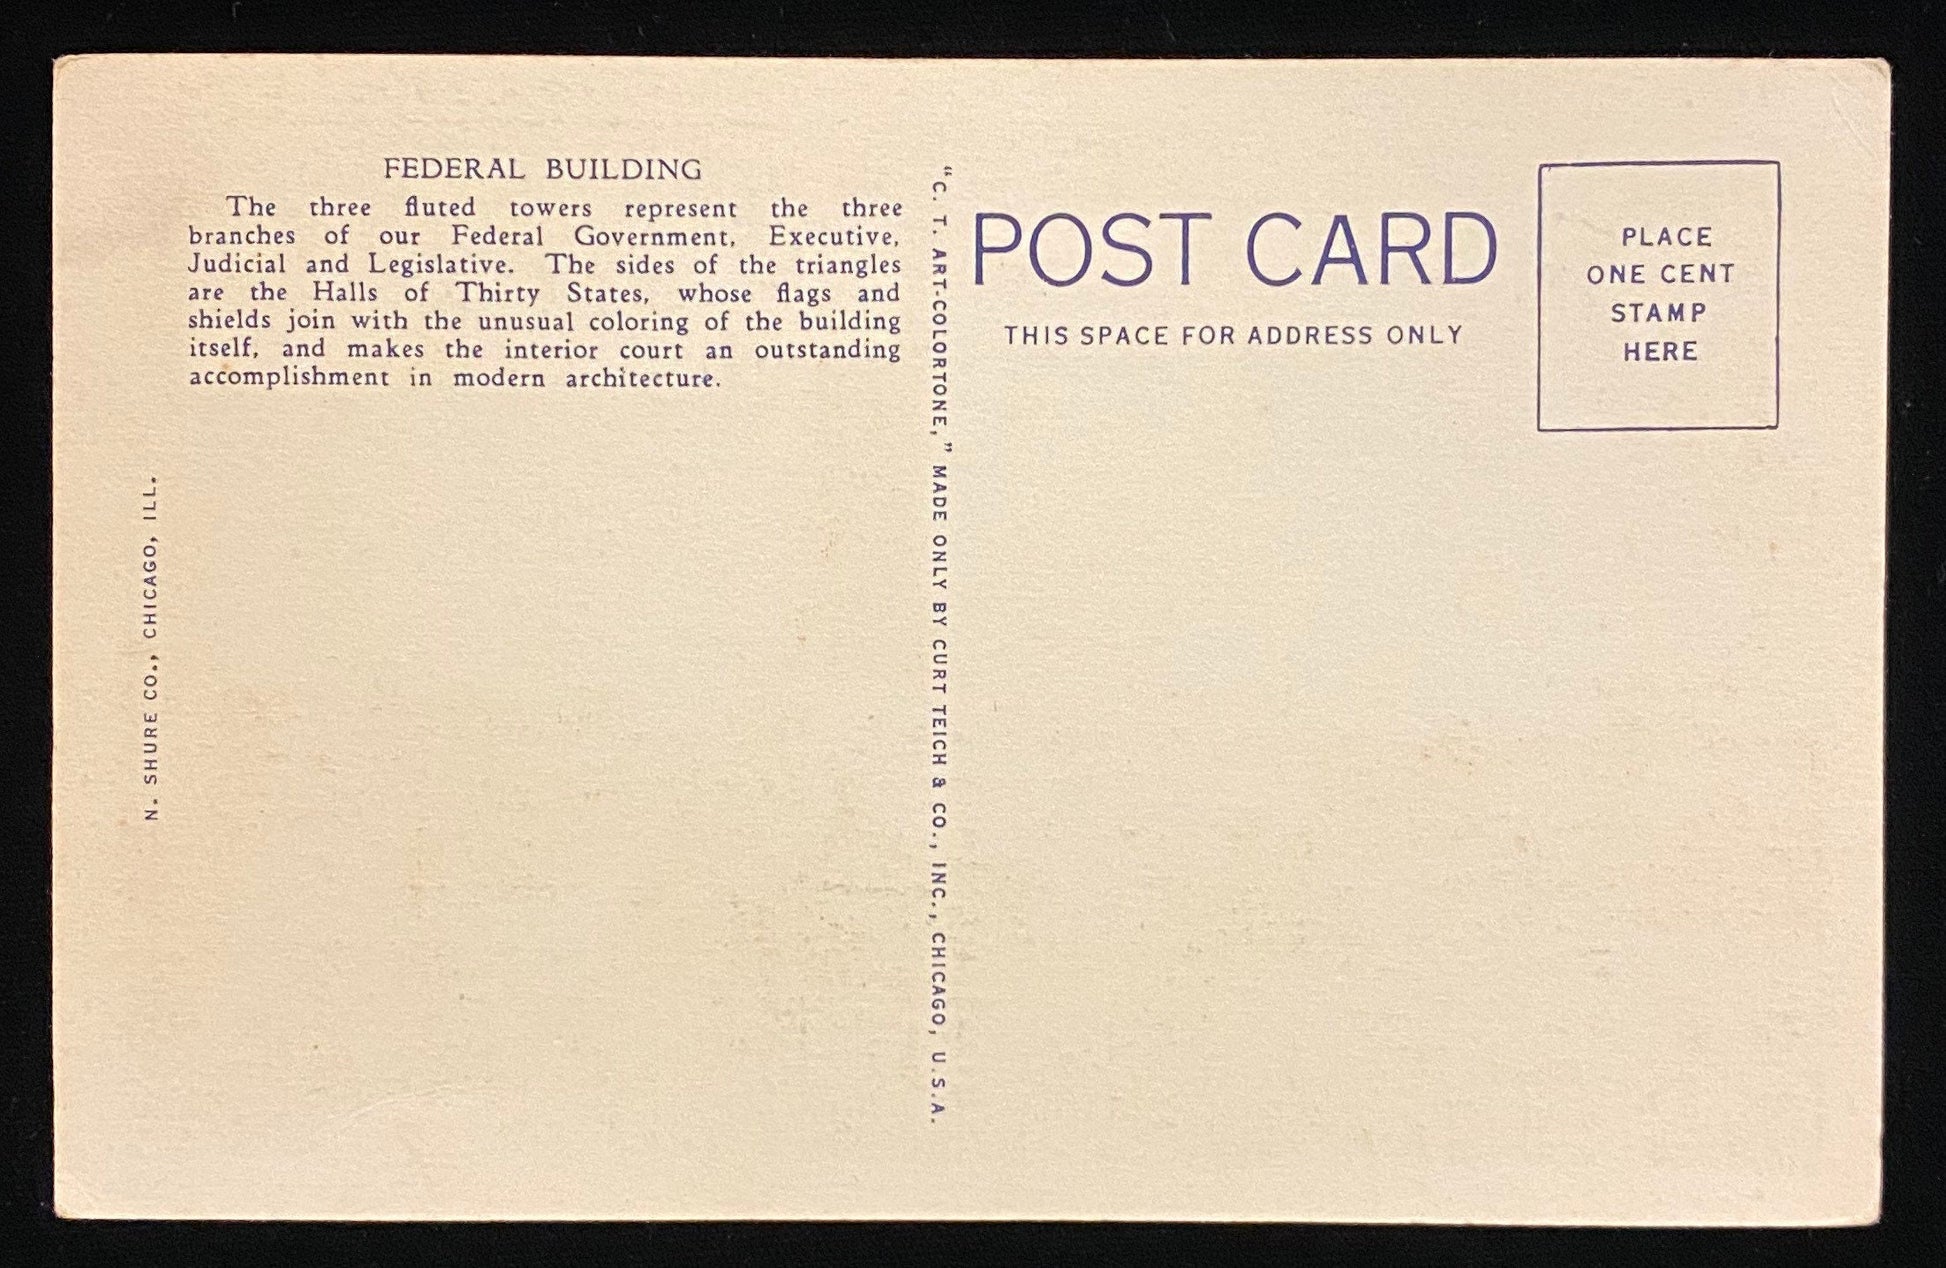 FEDERAL BUILDING
The three fluted towers represent the three
branches of our Federal Government, Executive,
Judicial and Legislative. The sides of the triangles
are the Halls of Thirty States, whose flags and
shields join with the unusual coloring of the building
itself, and makes the interior court an outstanding
accomplishment in modern architecture.
N. SHURE CO., CHICAGO, ILL.
"C. T. ART-COLORTONE," MADE ONLY BY CURT TEICH & CO., INC., CHICAGO, U.S.A.
POST CARD
THIS SPACE FOR ADDRESS ONLY
PLACE
ONE CENT
STAMP
HERE